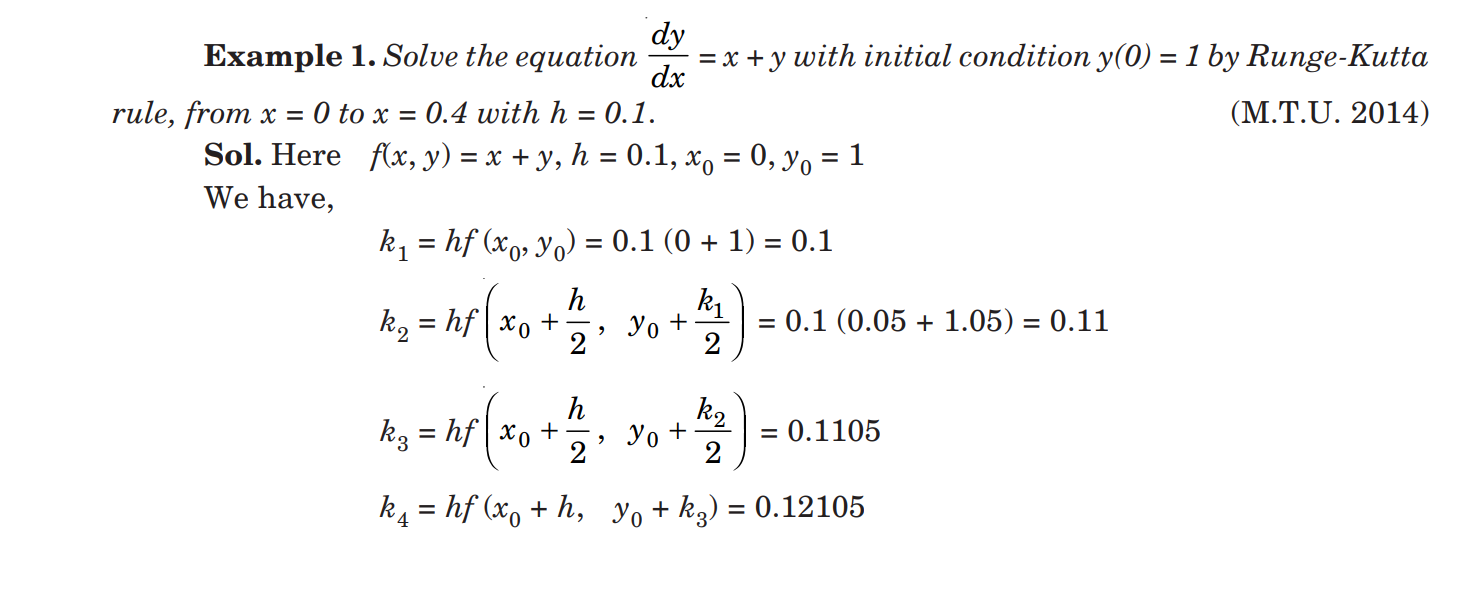 Example 1. Solve the equation dy/dx = x + y with initial condition y(0) = 1 by Runge-Kutta
rule, from x = 0 to x = 0.4 with h = 0.1. (M.T.U. 2014)
Sol. Here f(x, y) = x + y, h = 0.1, x₀ = 0, y₀ = 1
We have,
k₁ = hf (x₀, y₀) = 0.1 (0 + 1) = 0.1
k₂ = hf (x₀ + h/2, y₀ + k₁/2) = 0.1 (0.05 + 1.05) = 0.11
k₃ = hf (x₀ + h/2, y₀ + k₂/2) = 0.1105
k₄ = hf (x₀ + h, y₀ + k₃) = 0.12105